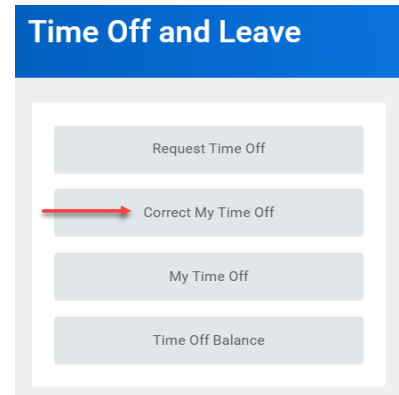 Time Off and Leave
Request Time Off
Correct My Time Off
My Time Off
Time Off Balance